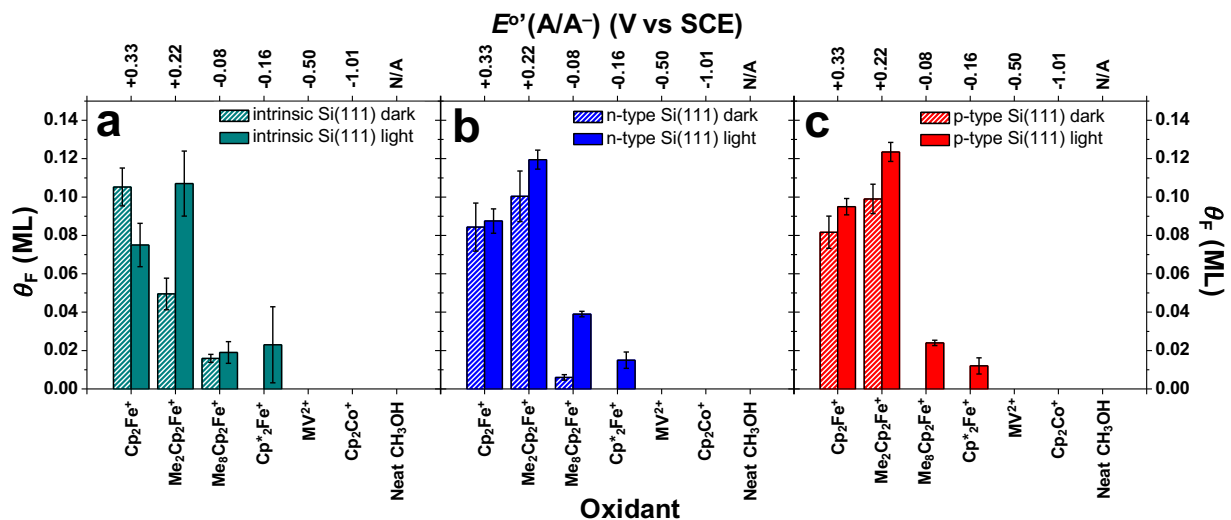 E°'(A/A⁻) (V vs SCE)
+0.33 +0.22 -0.08 -0.16 -0.50 -1.01 N/A +0.33 +0.22 -0.08 -0.16 -0.50 -1.01 N/A +0.33 +0.22 -0.08 -0.16 -0.50 -1.01 N/A
a
intrinsic Si(111) dark
intrinsic Si(111) light
b
n-type Si(111) dark
n-type Si(111) light
c
p-type Si(111) dark
p-type Si(111) light
0.14 0.14
0.12 0.12
0.10 0.10
0.08 0.08
0.06 0.06
0.04 0.04
0.02 0.02
0.00 0.00
θF (ML)
θF (ML)
Cp₂Fe⁺ Me₂Cp₂Fe⁺ Me₈Cp₂Fe⁺ Cp*₂Fe⁺ MV²⁺ Cp₂Co⁺ Neat CH₃OH Cp₂Fe⁺ Me₂Cp₂Fe⁺ Me₈Cp₂Fe⁺ Cp*₂Fe⁺ MV²⁺ Cp₂Co⁺ Neat CH₃OH Cp₂Fe⁺ Me₂Cp₂Fe⁺ Me₈Cp₂Fe⁺ Cp*₂Fe⁺ MV²⁺ Cp₂Co⁺ Neat CH₃OH
Oxidant